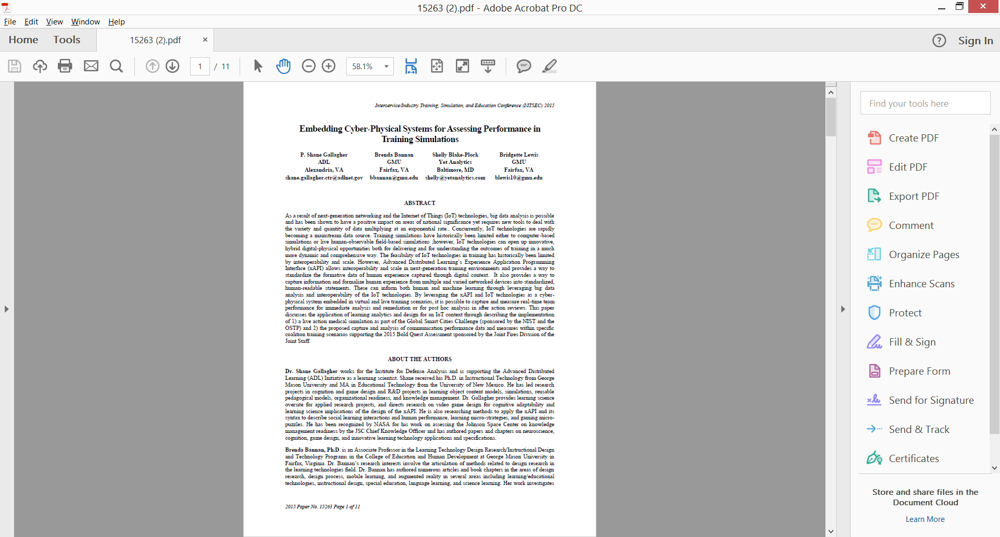 15263 (2).pdf - Adobe Acrobat Pro DC
File Edit View Window Help
Home Tools 15263 (2).pdf × ? Sign In
1 / 11 58.1%
Interservice/Industry Training, Simulation, and Education Conference (I/ITSEC) 2015
Embedding Cyber-Physical Systems for Assessing Performance in
Training Simulations
P. Shane Gallagher Brenda Bannan Shelly Blake-Plock Bridgette Lewis
ADL GMU Yet Analytics GMU
Alexandria, VA Fairfax, VA Baltimore, MD Fairfax, VA
shane.gallagher.ctr@adlnet.gov bbannan@gmu.edu shelly@yetanalytics.com blewis10@gmu.edu
ABSTRACT
As a result of next-generation networking and the Internet of Things (IoT) technologies, big data analysis is possible
and has been shown to have a positive impact on areas of national significance yet requires new tools to deal with
the variety and quantity of data multiplying at an exponential rate.. Concurrently, IoT technologies are rapidly
becoming a mainstream data source. Training simulations have historically been limited either to computer-based
simulations or live human-observable field-based simulations ;however, IoT technologies can open up innovative,
hybrid digital-physical opportunities both for delivering and for understanding the outcomes of training in a much
more dynamic and comprehensive way. The feasibility of IoT technologies in training has historically been limited
by interoperability and scale. However, Advanced Distributed Learning's Experience Application Programming
Interface (xAPI) allows interoperability and scale in next-generation training environments and provides a way to
standardize the formative data of human experience captured through digital context. It also provides a way to
capture information and formalize human experience from multiple and varied networked devices into standardized,
human-readable statements. These can inform both human and machine learning through leveraging big data
analysis and interoperability of the IoT technologies. By leveraging the xAPI and IoT technologies as a cyber-
physical system embedded in virtual and live training scenarios, it is possible to capture and measure real-time team
performance for immediate analysis and remediation or for post hoc analysis in after action reviews. This paper
discusses the application of learning analytics and design for an IoT context through describing the implementation
of 1) a live action medical simulation as part of the Global Smart Cities Challenge (sponsored by the NIST and the
OSTP) and 2) the proposed capture and analysis of communication performance data and measures within specific
coalition training scenarios supporting the 2015 Bold Quest Assessment sponsored by the Joint Fires Division of the
Joint Staff.
ABOUT THE AUTHORS
Dr. Shane Gallagher works for the Institute for Defense Analysis and is supporting the Advanced Distributed
Learning (ADL) Initiative as a learning scientist. Shane received his Ph.D. in Instructional Technology from George
Mason University and MA in Educational Technology from the University of New Mexico. He has led research
projects in cognition and game design and R&D projects in learning object content models, simulations, reusable
pedagogical models, organizational readiness, and knowledge management. Dr. Gallagher provides learning science
oversite for applied research projects, and directs research on video game design for cognitive adaptability and
learning science implications of the design of the xAPI. He is also researching methods to apply the xAPI and its
syntax to describe social learning interactions and human performance, learning micro-strategies, and gaming micro-
puzzles. He has been recognized by NASA for his work on assessing the Johnson Space Center on knowledge
management readiness by the JSC Chief Knowledge Officer and has authored papers and chapters on neuroscience,
cognition, game design, and innovative learning technology applications and specifications.
Brenda Bannan, Ph.D. is an Associate Professor in the Learning Technology Design Research/Instructional Design
and Technology Programs in the College of Education and Human Development at George Mason University in
Fairfax, Virginia. Dr. Bannan's research interests involve the articulation of methods related to design research in
the learning technologies field. Dr. Bannan has authored numerous articles and book chapters in the areas of design
research, design process, mobile learning, and augmented reality in several areas including learning/educational
technologies, instructional design, special education, language learning, and science learning. Her work investigates
2015 Paper No. 15263 Page 1 of 11
Find your tools here
Create PDF
Edit PDF
Export PDF
Comment
Organize Pages
Enhance Scans
Protect
Fill & Sign
Prepare Form
Send for Signature
Send & Track
Certificates
Store and share files in the
Document Cloud
Learn More